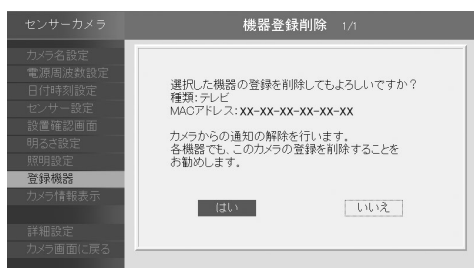 センサーカメラ
機器登録削除 1/1
カメラ名設定
電源周波数設定
日付時刻設定
センサー設定
設置確認画面
明るさ設定
照明設定
登録機器
カメラ情報表示
詳細設定
カメラ画面に戻る
選択した機器の登録を削除してもよろしいですか？
種類:テレビ
MACアドレス:xx-xx-xx-xx-xx-xx
カメラからの通知の解除を行います。
各機器でも、このカメラの登録を削除することを
お勧めします。
はい
いいえ